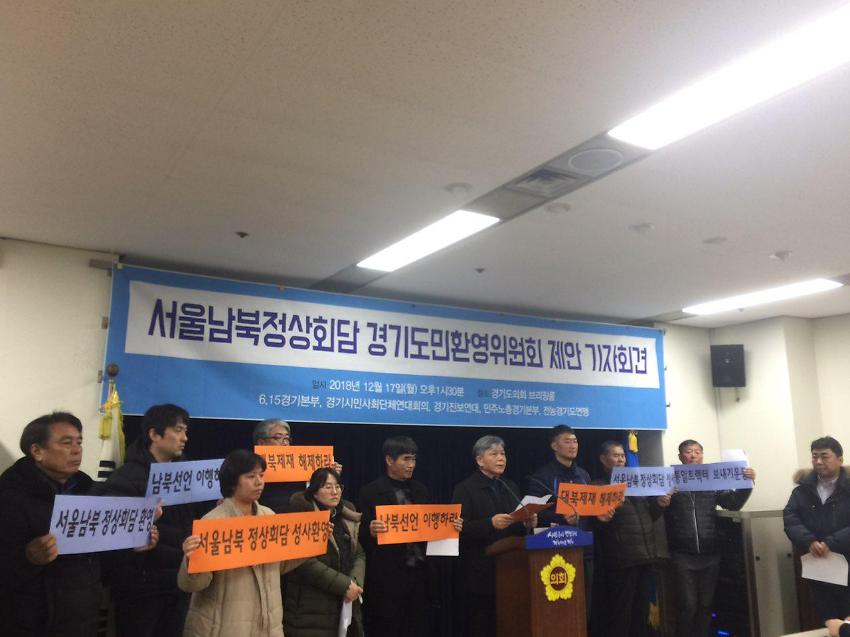 서울남북정상회담 경기도민환영위원회 제안 기자회견
일시 2018년 12월 17일(월) 오후1시30분 장소 경기도의회 브리핑룸
6.15경기본부, 경기시민사회단체연대회의, 경기진보연대, 민주노총경기본부, 전농경기도연맹
서울남북 정상회담 환영
남북선언 이행하라
대북제재 해제하라
서울남북 정상회담 성사환영
남북선언 이행하라
대북제재 해제하라
서울남북 정상회담
통일트랙터 보내기운동
의회